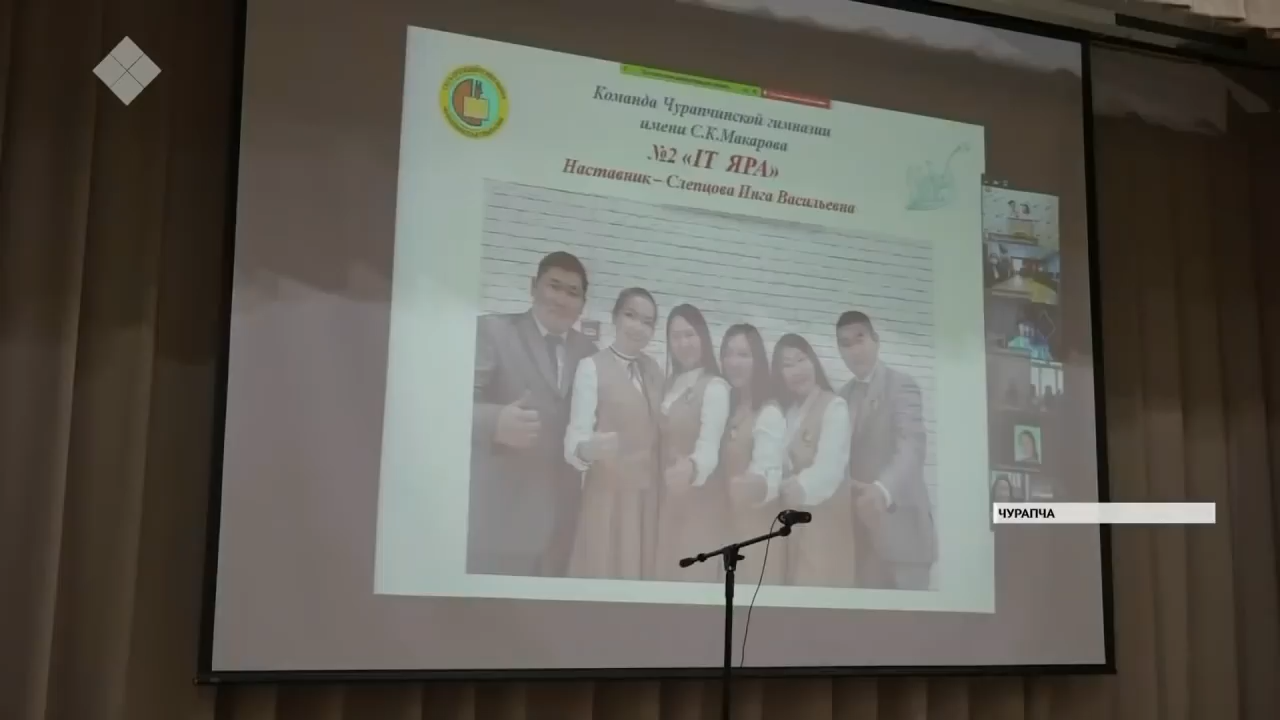 Команда Чурапчинской гимназии
имени С.К.Макарова
№2 «IT ЯРА»
Наставник – Слепцова Инга Васильевна
ЧУРАПЧА